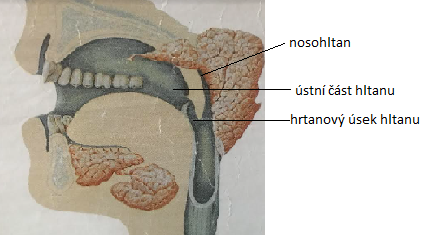 nosohltan
ústní část hltanu
hrtanový úsek hltanu